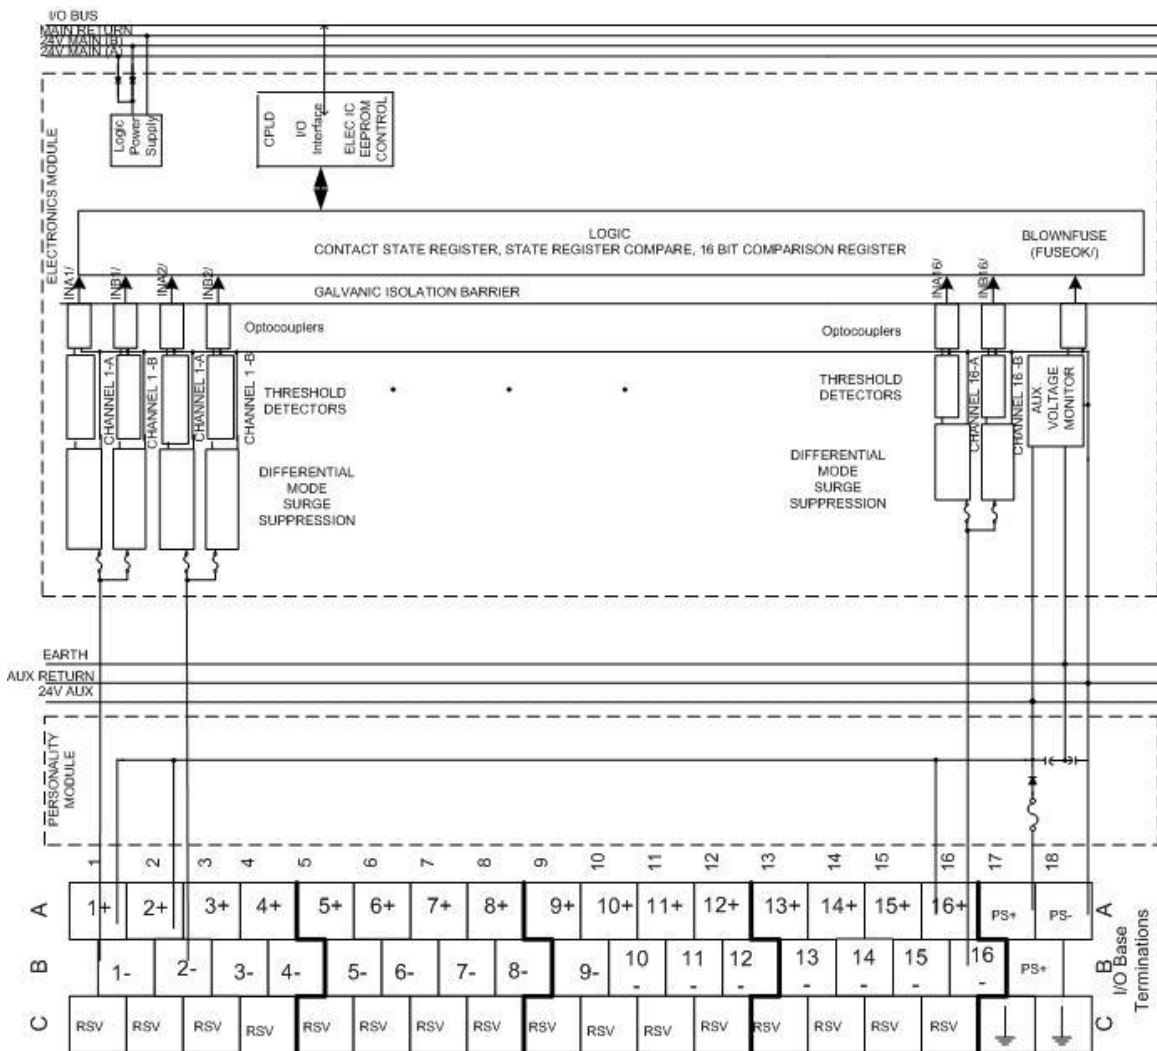 I/O BUS
MAIN RETURN
24V MAIN (B)
24V MAIN (A)
ELECTRONICS MODULE
Logic
Power
Supply
CPLD
I/O
Interface
ELEC IC
EEPROM
CONTROL
LOGIC
CONTACT STATE REGISTER, STATE REGISTER COMPARE, 16 BIT COMPARISON REGISTER
BLOWNFUSE
(FUSEOK/)
INA1/
INB1/
INA2/
INB2/
INA16/
INB16/
GALVANIC ISOLATION BARRIER
Optocouplers
Optocouplers
CHANNEL 1-A
CHANNEL 1 -B
CHANNEL 1-A
CHANNEL 1 -B
THRESHOLD
DETECTORS
THRESHOLD
DETECTORS
CHANNEL 16-A
CHANNEL 16 -B
AUX
VOLTAGE
MONITOR
DIFFERENTIAL
MODE
SURGE
SUPPRESSION
DIFFERENTIAL
MODE
SURGE
SUPPRESSION
EARTH
AUX RETURN
24V AUX
PERSONALITY
MODULE
1 2 3 4 5 6 7 8 9 10 11 12 13 14 15 16 17 18
A 1+ 2+ 3+ 4+ 5+ 6+ 7+ 8+ 9+ 10+ 11+ 12+ 13+ 14+ 15+ 16+ PS+ PS- A
B 1- 2- 3- 4- 5- 6- 7- 8- 9- 10 - 11 - 12 - 13 - 14 - 15 - 16 - PS+ B
C RSV RSV RSV RSV RSV RSV RSV RSV RSV RSV RSV RSV RSV RSV RSV RSV C
I/O Base
Terminations